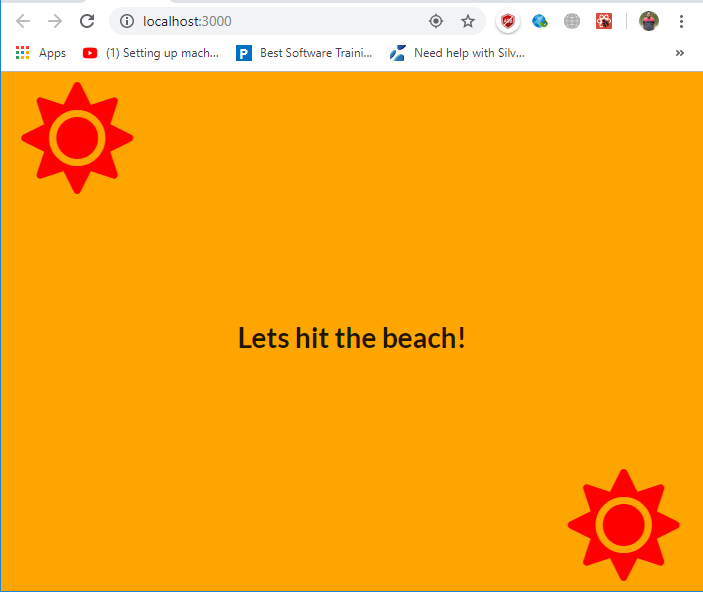 localhost:3000
Apps (1) Setting up mach... Best Software Traini... Need help with Silv... »
Lets hit the beach!